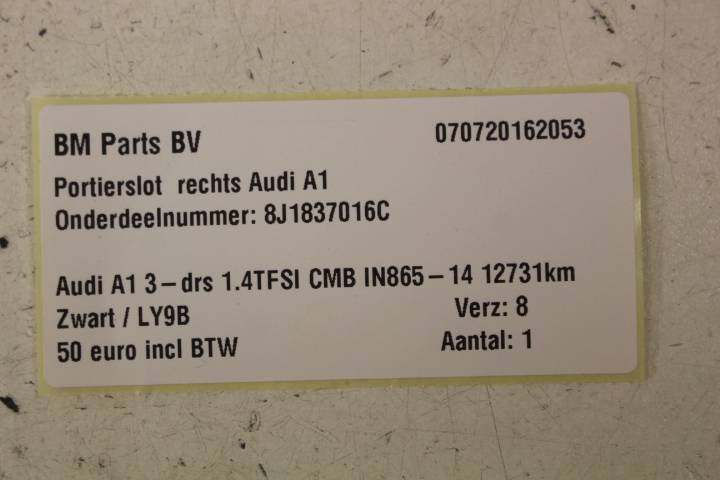 BM Parts BV 070720162053
Portierslot rechts Audi A1
Onderdeelnummer: 8J1837016C
Audi A1 3-drs 1.4TFSI CMB IN865-14 12731km
Zwart / LY9B Verz: 8
50 euro incl BTW Aantal: 1